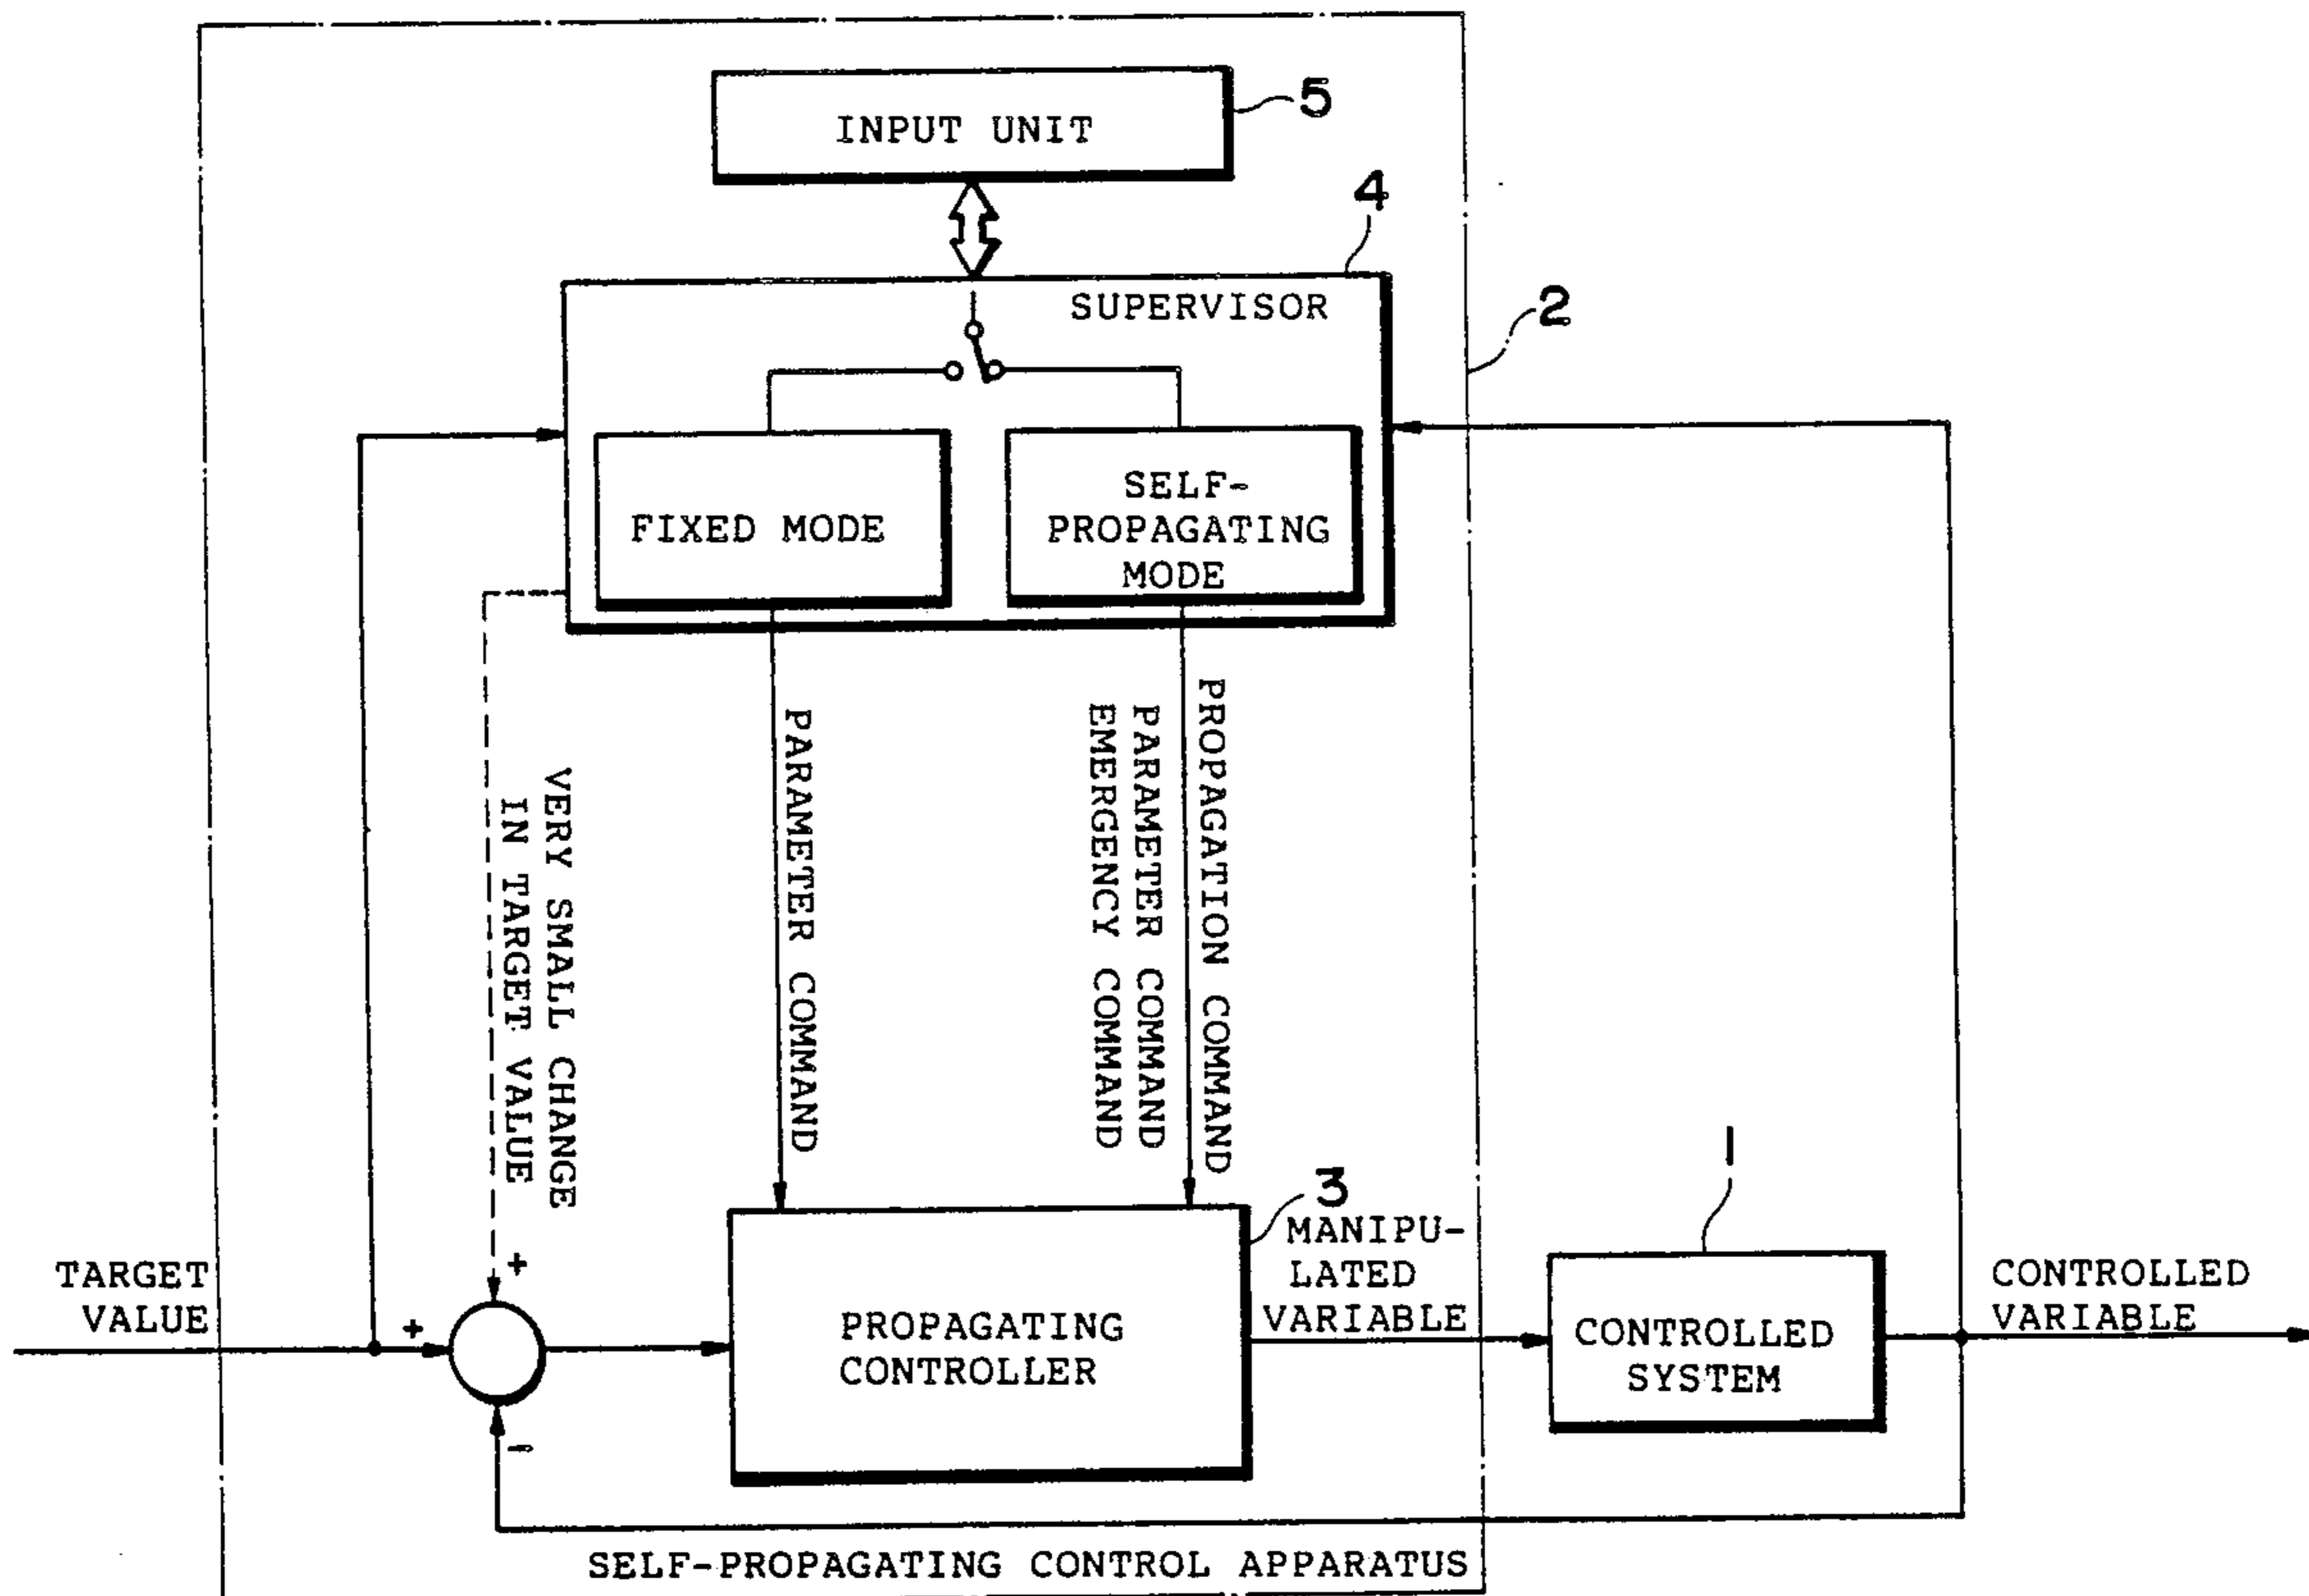 INPUT UNIT
5
4
SUPERVISOR
2
FIXED MODE
SELF-
PROPAGATING
MODE
VERY SMALL CHANGE
IN TARGET VALUE
PARAMETER COMMAND
PROPAGATION COMMAND
PARAMETER COMMAND
EMERGENCY COMMAND
1
3
TARGET
VALUE
+
+
-
PROPAGATING
CONTROLLER
MANIPU-
LATED
VARIABLE
CONTROLLED
SYSTEM
CONTROLLED
VARIABLE
SELF-PROPAGATING CONTROL APPARATUS